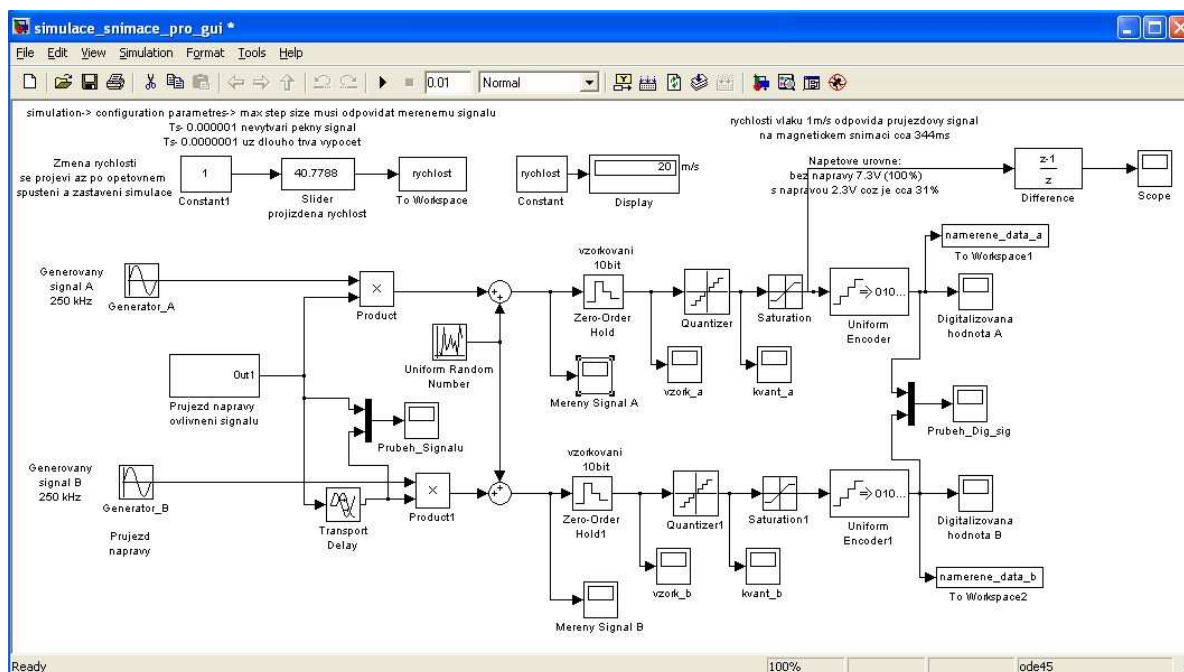 simulace_snimace_pro_gui *
File Edit View Simulation Format Tools Help
0.01
Normal
simulation-> configuration parametres-> max step size musi odpovidat merenemu signalu
Ts- 0.000001 nevytvari pekny signal
Ts- 0.0000001 uz dlouho trva vypocet
rychlosti vlaku 1m/s odpovida prujezdovy signal
na magnetickem snimaci cca 344ms
Zmena rychlosti
se projevi az po opetovnem
spusteni a zastaveni simulace
1
Constant1
40.7788
Slider
projizdena rychlost
rychlost
To Workspace
rychlost
Constant
20
m/s
Display
Napetove urovne:
bez napravy 7.3V (100%)
s napravou 2.3V coz je cca 31%
z-1
z
Difference
Scope
Generovany
signal A
250 kHz
Generator_A
×
Product
vzorkovani
10bit
Zero-Order
Hold
Quantizer
Saturation
010...
Uniform
Encoder
namerene_data_a
To Workspace1
Digitalizovana
hodnota A
Uniform Random
Number
Mereny Signal A
vzork_a
kvant_a
Out1
Prujezd napravy
ovlivneni signalu
Prubeh_Signalu
Prubeh_Dig_sig
Generovany
signal B
250 kHz
Generator_B
Prujezd
napravy
Transport
Delay
×
Product1
vzorkovani
10bit
Zero-Order
Hold1
Quantizer1
Saturation1
010...
Uniform
Encoder1
Digitalizovana
hodnota B
namerene_data_b
To Workspace2
Mereny Signal B
vzork_b
kvant_b
Ready
100%
ode45